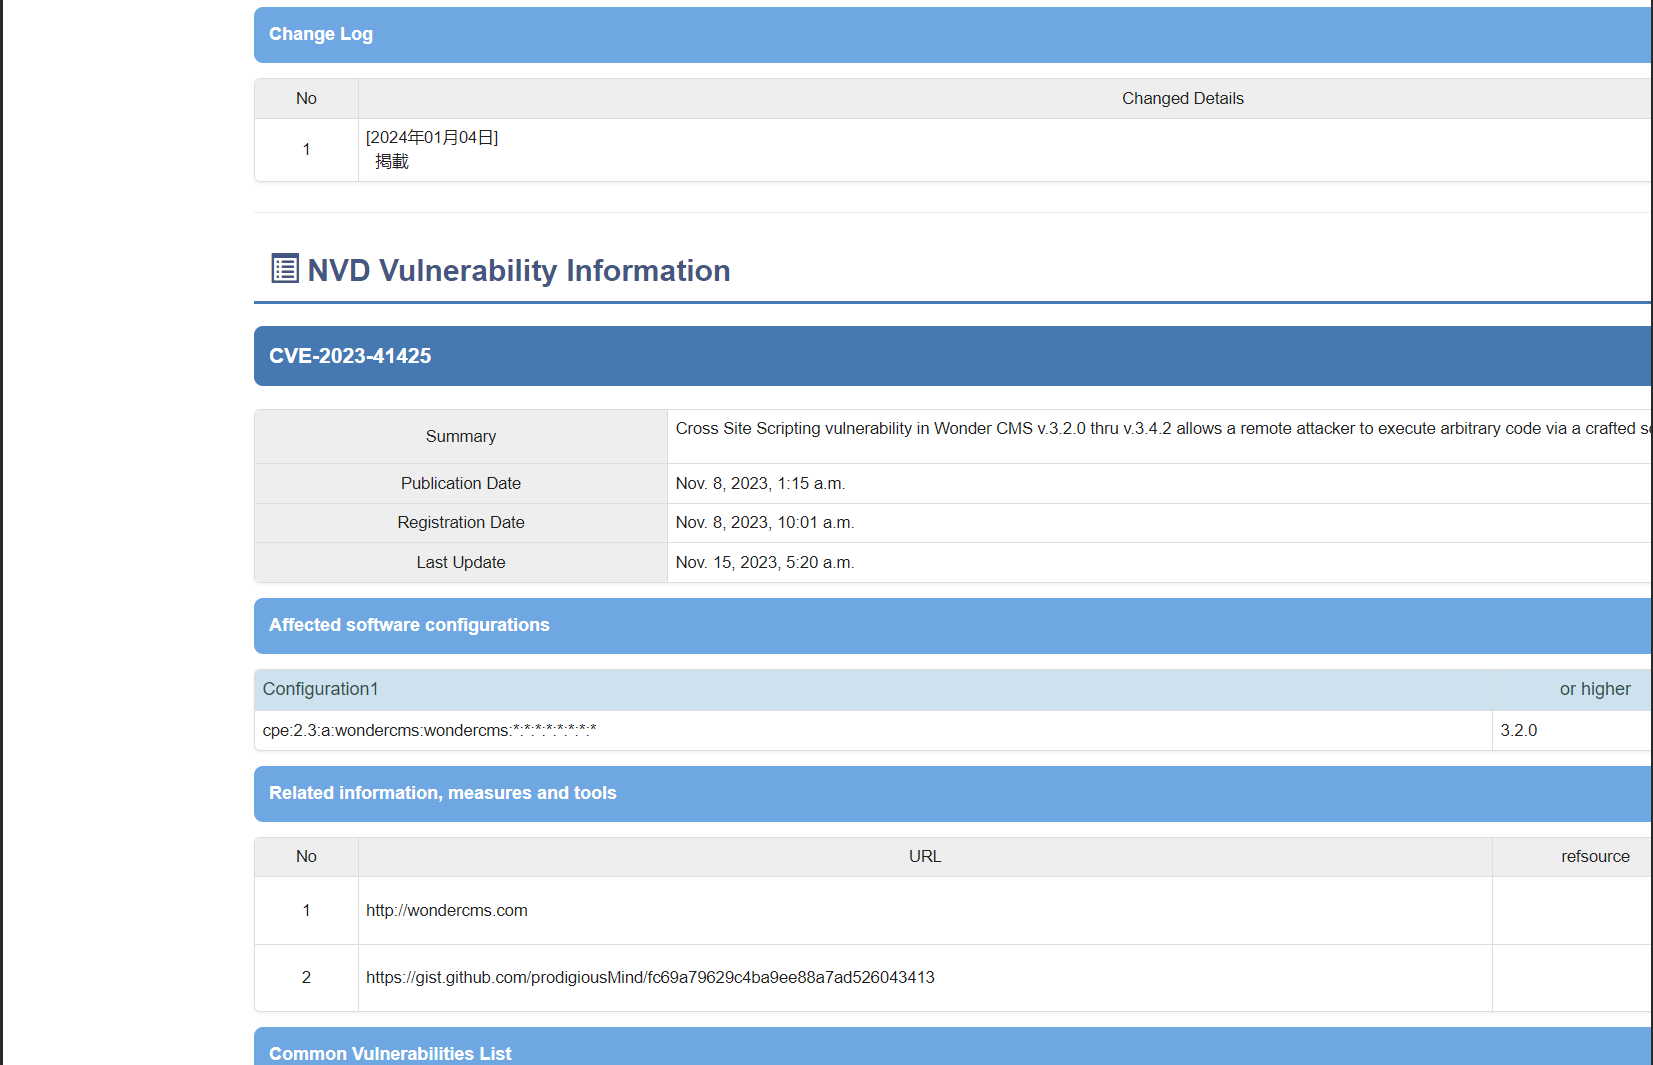 Change Log
No Changed Details
1 [2024年01月04日]
掲載
NVD Vulnerability Information
CVE-2023-41425
Summary Cross Site Scripting vulnerability in Wonder CMS v.3.2.0 thru v.3.4.2 allows a remote attacker to execute arbitrary code via a crafted
Publication Date Nov. 8, 2023, 1:15 a.m.
Registration Date Nov. 8, 2023, 10:01 a.m.
Last Update Nov. 15, 2023, 5:20 a.m.
Affected software configurations
Configuration1 or higher
cpe:2.3:a:wondercms:wondercms:*:*:*:*:*:*:*:* 3.2.0
Related information, measures and tools
No URL refsource
1 http://wondercms.com
2 https://gist.github.com/prodigiousMind/fc69a79629c4ba9ee88a7ad526043413
Common Vulnerabilities List